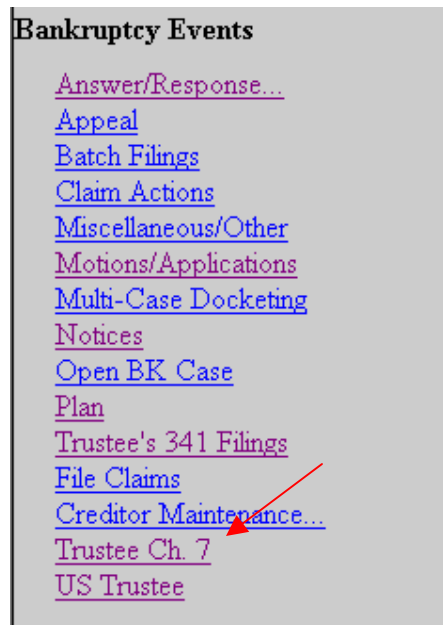 Bankruptcy Events
Answer/Response...
Appeal
Batch Filings
Claim Actions
Miscellaneous/Other
Motions/Applications
Multi-Case Docketing
Notices
Open BK Case
Plan
Trustee's 341 Filings
File Claims
Creditor Maintenance...
Trustee Ch. 7
US Trustee